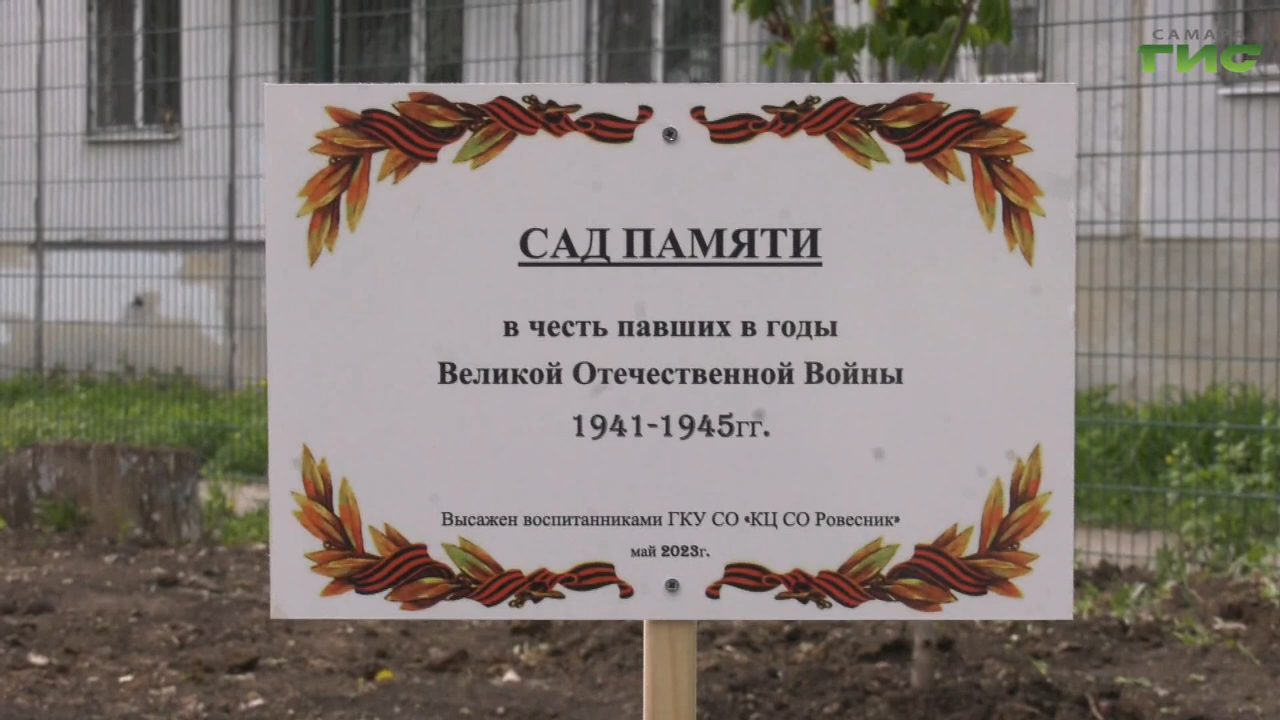 САМАРА
ГИС
САД ПАМЯТИ
в честь павших в годы
Великой Отечественной Войны
1941-1945гг.
Высажен воспитанниками ГКУ СО «КЦ СО Ровесник»
май 2023г.